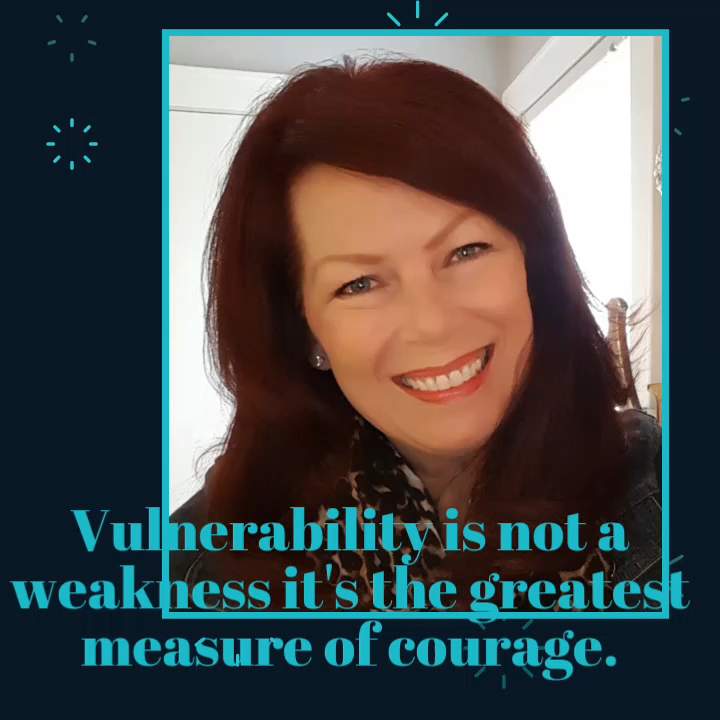 Vulnerability is not a
weakness it's the greatest
measure of courage.